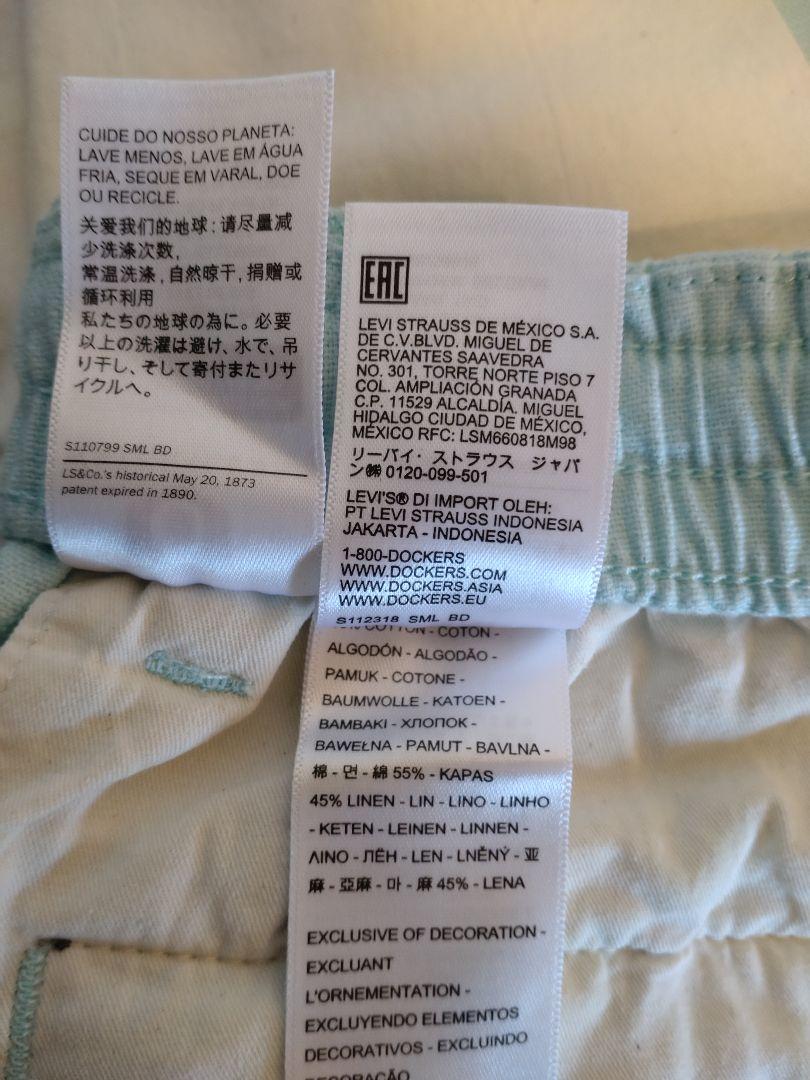 CUIDE DO NOSSO PLANETA:
LAVE MENOS, LAVE EM ÁGUA
FRIA, SEQUE EM VARAL, DOE
OU RECICLE.
关爱我们的地球：请尽量减
少洗涤次数，
常温洗涤，自然晾干，捐赠或
循环利用
私たちの地球の為に。必要
以上の洗濯は避け、水で、吊
り干し、そして寄付またリサ
イクルへ。
S110799 SML BD
LS&Co.'s historical May 20, 1873
patent expired in 1890.
EAC
LEVI STRAUSS DE MÉXICO S.A.
DE C.V.BLVD. MIGUEL DE
CERVANTES SAAVEDRA
NO. 301, TORRE NORTE PISO 7
COL. AMPLIACIÓN GRANADA
C.P. 11529 ALCALDÍA. MIGUEL
HIDALGO CIUDAD DE MÉXICO,
MÉXICO RFC: LSM660818M98
リーバイ・ストラウス ジャパ
ン㈱ 0120-099-501
LEVI'S® DI IMPORT OLEH:
PT LEVI STRAUSS INDONESIA
JAKARTA - INDONESIA
1-800-DOCKERS
WWW.DOCKERS.COM
WWW.DOCKERS.ASIA
WWW.DOCKERS.EU
S112318 SML BD
COTTON - COTON -
ALGODÓN - ALGODÃO -
PAMUK - COTONE -
BAUMWOLLE - KATOEN -
BAMBAKI - ХЛОПОК -
BAWEŁNA - PAMUT - BAVLNA -
棉 - 면 - 綿 55% - KAPAS
45% LINEN - LIN - LINO - LINHO
- KETEN - LEINEN - LINNEN -
ΛΙΝΟ - ЛЁН - LEN - LNĚNÝ - 亚
麻 - 亞麻 - 마 - 麻 45% - LENA
EXCLUSIVE OF DECORATION -
EXCLUANT
L'ORNEMENTATION -
EXCLUYENDO ELEMENTOS
DECORATIVOS - EXCLUINDO
DECORAÇÃO